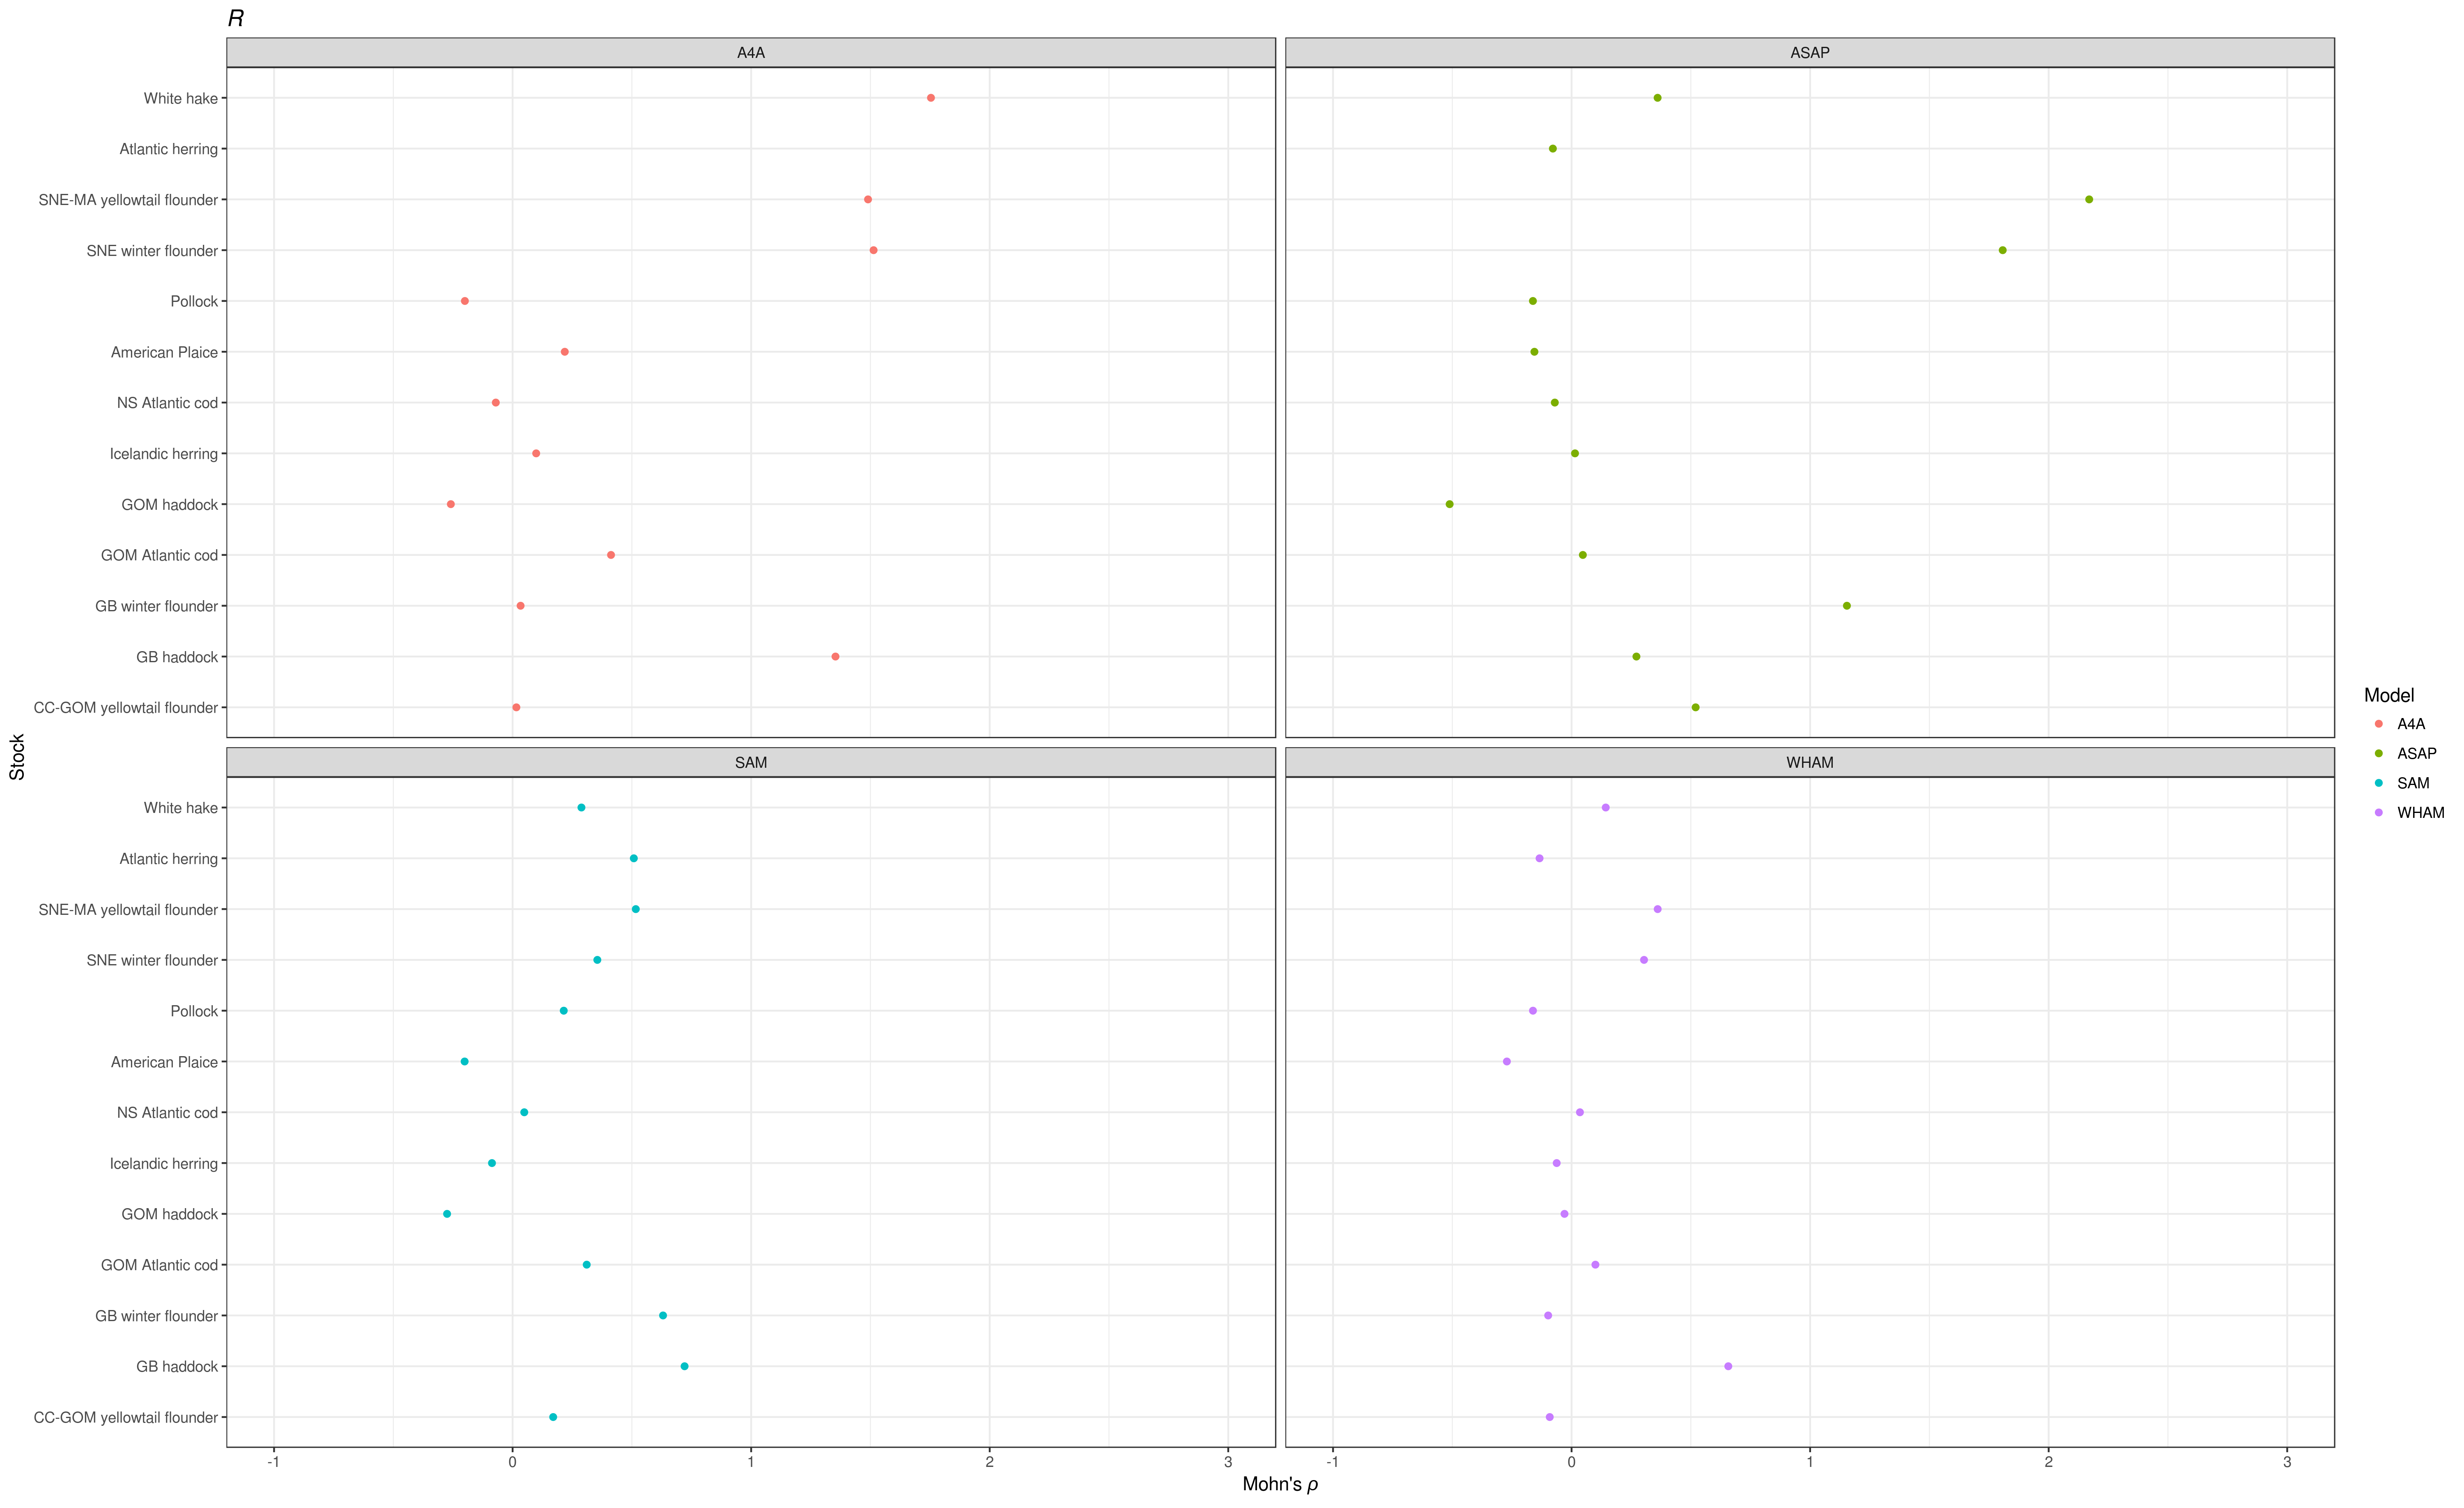 R
A4A
ASAP
White hake
Atlantic herring
SNE-MA yellowtail flounder
SNE winter flounder
Pollock
American Plaice
NS Atlantic cod
Icelandic herring
GOM haddock
GOM Atlantic cod
GB winter flounder
GB haddock
CC-GOM yellowtail flounder
Stock
SAM
WHAM
White hake
Atlantic herring
SNE-MA yellowtail flounder
SNE winter flounder
Pollock
American Plaice
NS Atlantic cod
Icelandic herring
GOM haddock
GOM Atlantic cod
GB winter flounder
GB haddock
CC-GOM yellowtail flounder
-1 0 1 2 3
-1 0 1 2 3
Mohn's ρ
Model
A4A
ASAP
SAM
WHAM